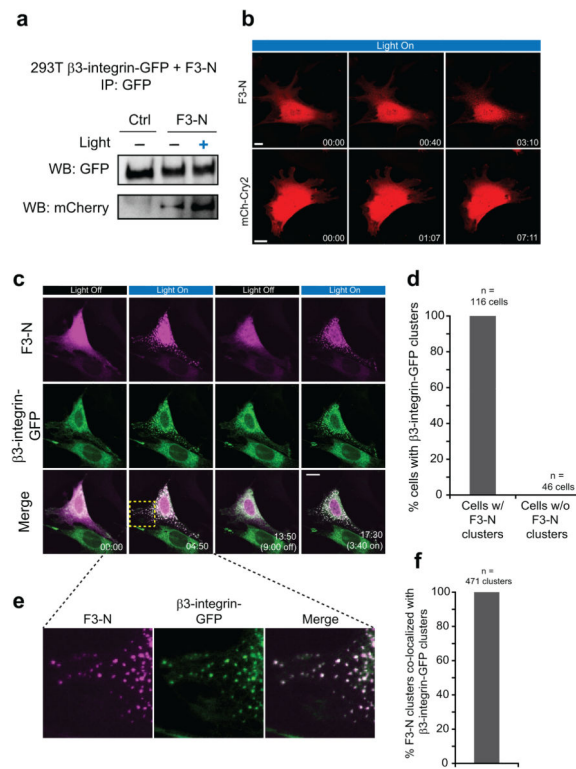 a
293T β3-integrin-GFP + F3-N
IP: GFP
Ctrl F3-N
Light − − +
WB: GFP
WB: mCherry
b
Light On
F3-N
00:00 00:40 03:10
mCh-Cry2
00:00 01:07 07:11
c
Light Off Light On Light Off Light On
F3-N
β3-integrin-
GFP
Merge
00:00 04:50 13:50 17:30
(9:00 off) (3:40 on)
d
n =
116 cells
% cells with β3-integrin-GFP clusters
100
80
60
40
20
0
n =
46 cells
Cells w/ Cells w/o
F3-N F3-N
clusters clusters
e
F3-N β3-integrin- Merge
GFP
f
n =
471 clusters
% F3-N clusters co-localized with
β3-integrin-GFP clusters
100
80
60
40
20
0